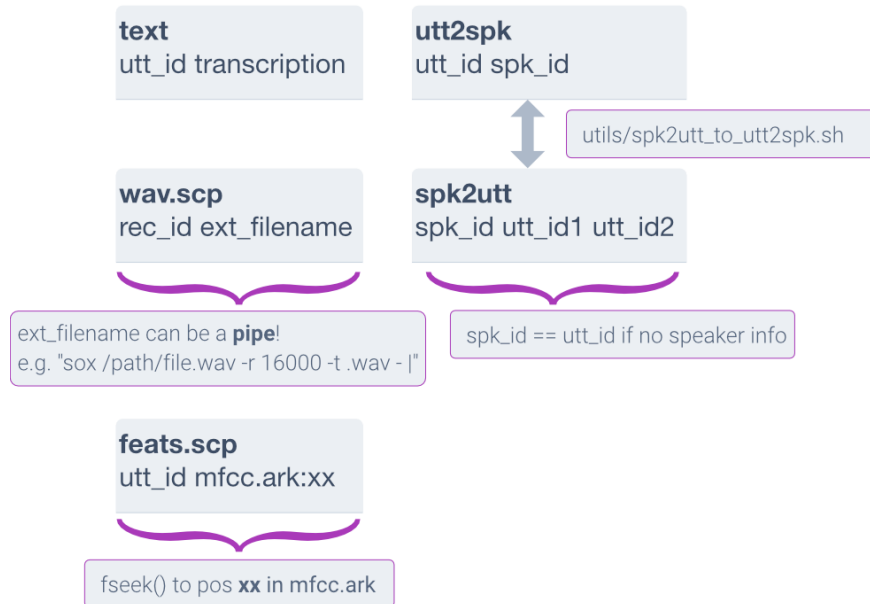 text
utt_id transcription
utt2spk
utt_id spk_id
utils/spk2utt_to_utt2spk.sh
wav.scp
rec_id ext_filename
spk2utt
spk_id utt_id1 utt_id2
ext_filename can be a pipe!
e.g. "sox /path/file.wav -r 16000 -t .wav - |"
spk_id == utt_id if no speaker info
feats.scp
utt_id mfcc.ark:xx
fseek() to pos xx in mfcc.ark